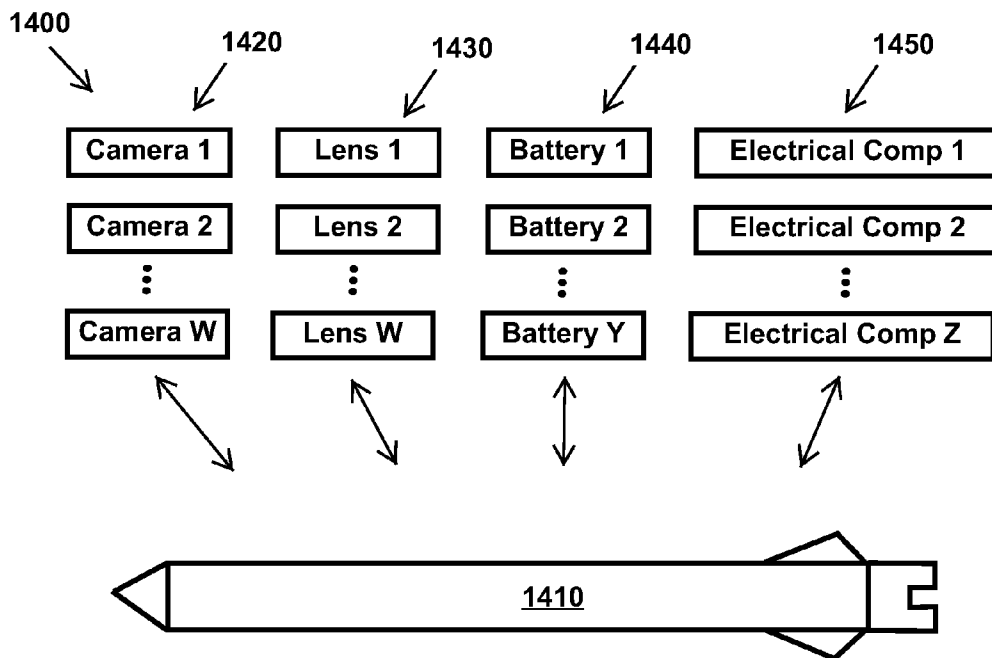 1400
1420
1430
1440
1450
Camera 1
Lens 1
Battery 1
Electrical Comp 1
Camera 2
Lens 2
Battery 2
Electrical Comp 2
Camera W
Lens W
Battery Y
Electrical Comp Z
1410